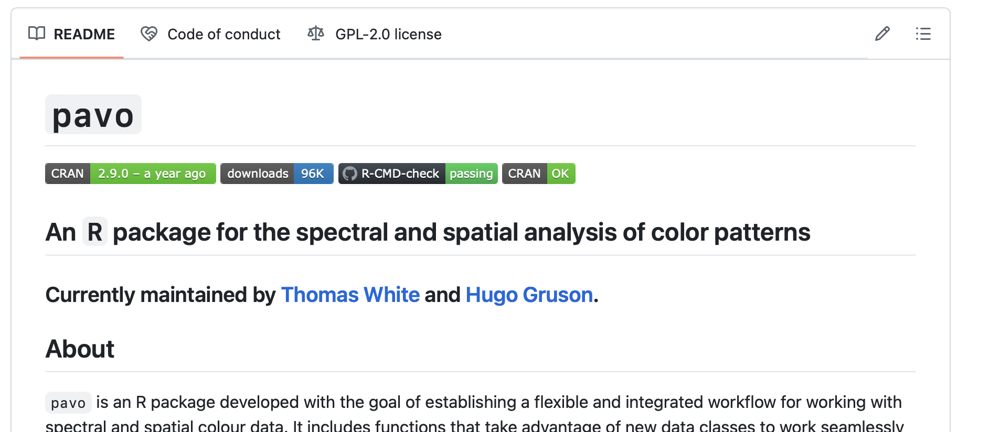 README Code of conduct GPL-2.0 license
pavo
CRAN 2.9.0 – a year ago downloads 96K R-CMD-check passing CRAN OK
An R package for the spectral and spatial analysis of color patterns
Currently maintained by Thomas White and Hugo Gruson.
About
pavo is an R package developed with the goal of establishing a flexible and integrated workflow for working with
spectral and spatial colour data. It includes functions that take advantage of new data classes to work seamlessly